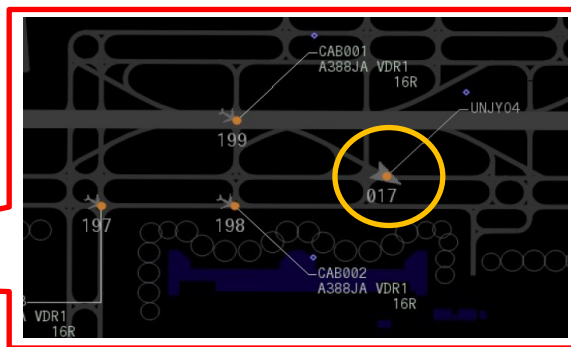 CAB001
A388JA VDR1
16R
UNJY04
199
017
197
198
CAB002
A388JA VDR1
16R
A VDR1
16R